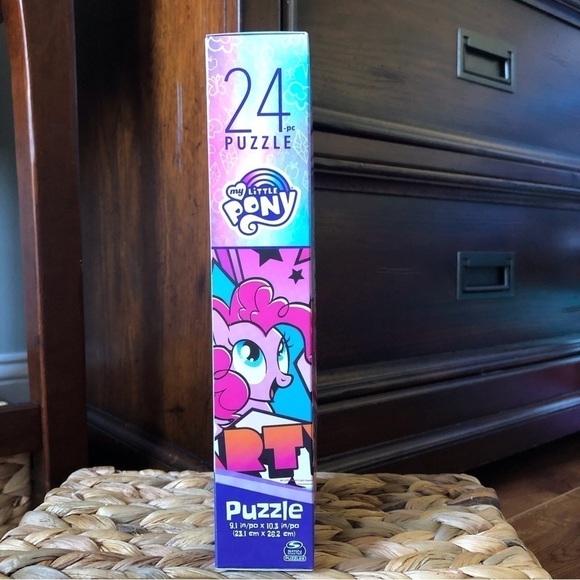 24-pc
PUZZLE
my LiTTLE
PONY
RT
Puzzle
9.1 in/po x 10.3 in/po
(23.1 cm x 26.2 cm)